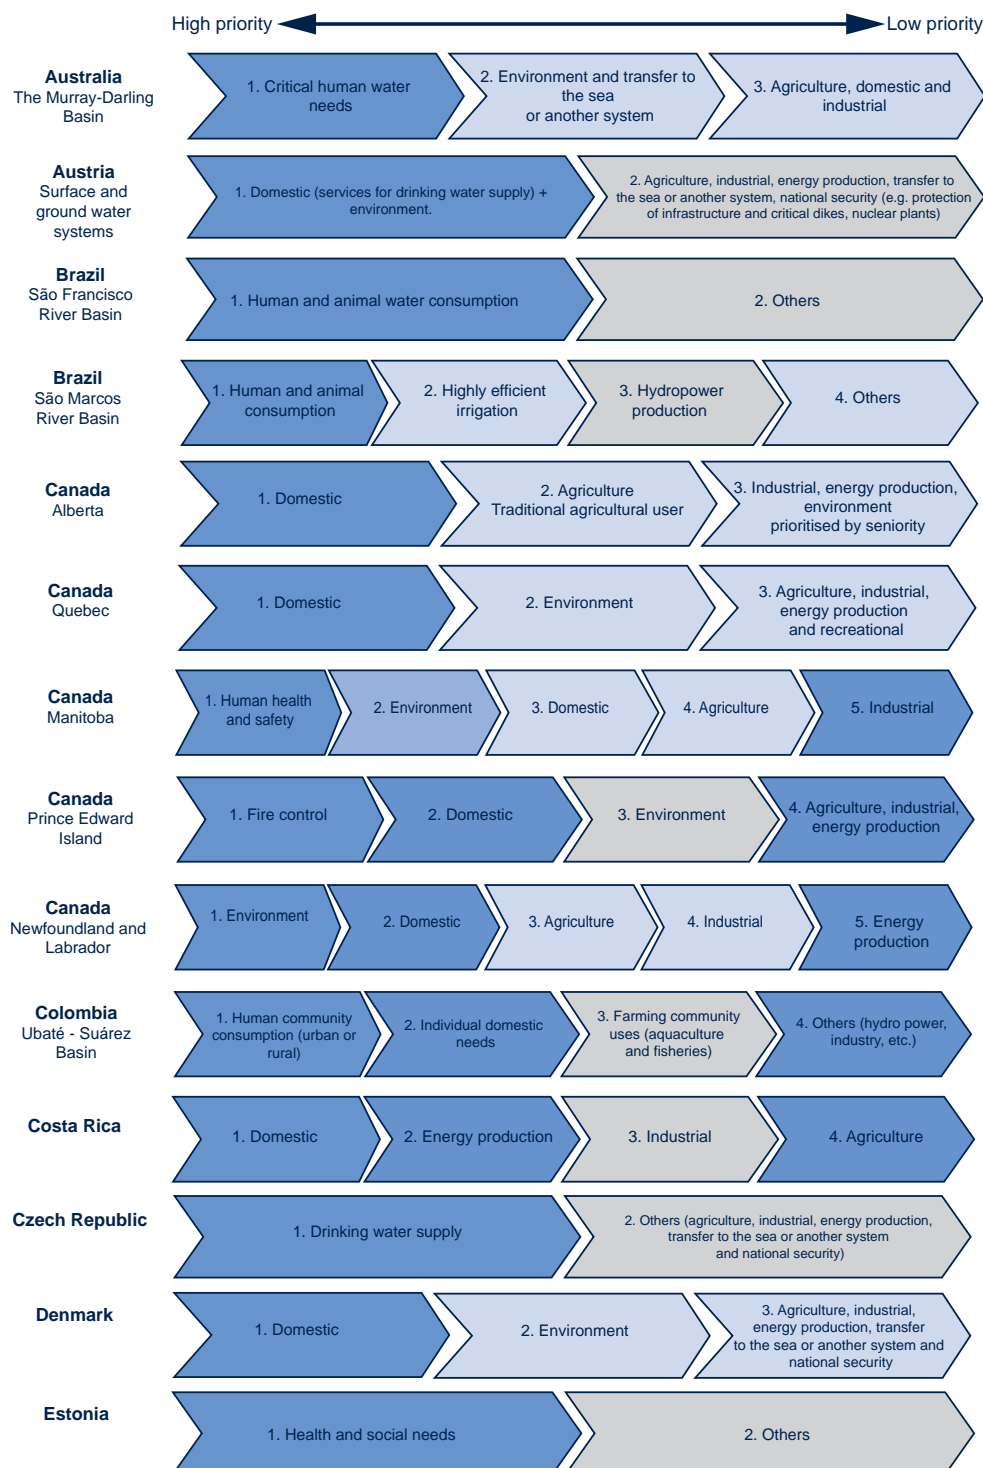 High priority
Low priority
Australia
The Murray-Darling
Basin
1. Critical human water
needs
2. Environment and transfer to
the sea
or another system
3. Agriculture, domestic and
industrial
Austria
Surface and
ground water
systems
1. Domestic (services for drinking water supply) +
environment.
2. Agriculture, industrial, energy production, transfer to
the sea or another system, national security (e.g. protection
of infrastructure and critical dikes, nuclear plants)
Brazil
São Francisco
River Basin
1. Human and animal water consumption
2. Others
Brazil
São Marcos
River Basin
1. Human and animal
consumption
2. Highly efficient
irrigation
3. Hydropower
production
4. Others
Canada
Alberta
1. Domestic
2. Agriculture
Traditional agricultural user
3. Industrial, energy production,
environment
prioritised by seniority
Canada
Quebec
1. Domestic
2. Environment
3. Agriculture, industrial,
energy production
and recreational
Canada
Manitoba
1. Human health
and safety
2. Environment
3. Domestic
4. Agriculture
5. Industrial
Canada
Prince Edward
Island
1. Fire control
2. Domestic
3. Environment
4. Agriculture, industrial,
energy production
Canada
Newfoundland and
Labrador
1. Environment
2. Domestic
3. Agriculture
4. Industrial
5. Energy
production
Colombia
Ubaté - Suárez
Basin
1. Human community
consumption (urban or
rural)
2. Individual domestic
needs
3. Farming community
uses (aquaculture
and fisheries)
4. Others (hydro power,
industry, etc.)
Costa Rica
1. Domestic
2. Energy production
3. Industrial
4. Agriculture
Czech Republic
1. Drinking water supply
2. Others (agriculture, industrial, energy production,
transfer to the sea or another system
and national security)
Denmark
1. Domestic
2. Environment
3. Agriculture, industrial,
energy production, transfer
to the sea or another system and
national security
Estonia
1. Health and social needs
2. Others